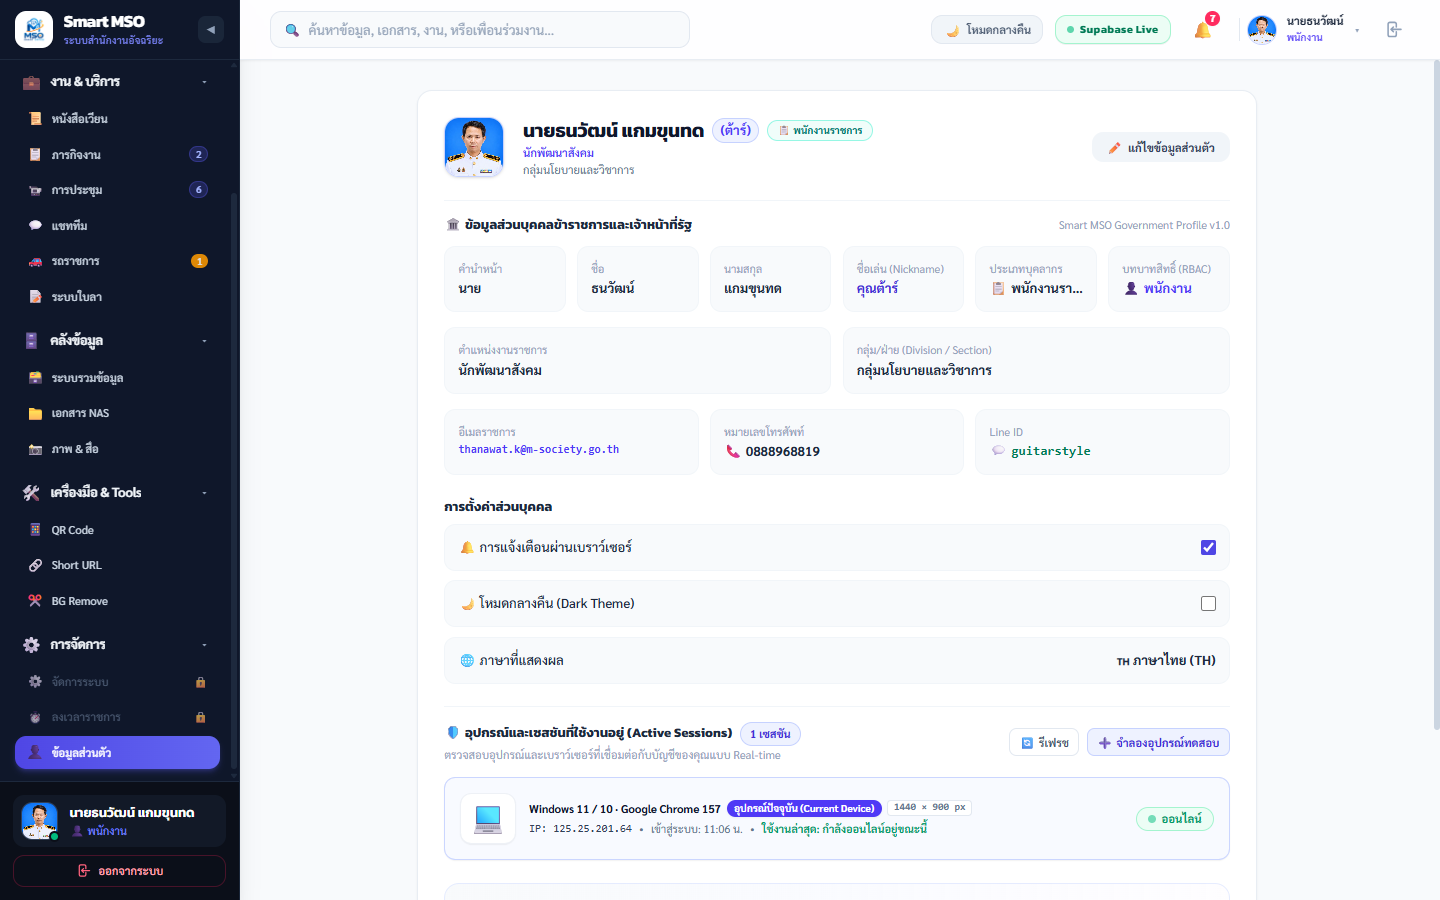 Smart MSO
ระบบสำนักงานอัจฉริยะ
ค้นหาข้อมูล, เอกสาร, งาน, หรือเพื่อนร่วมงาน...
โหมดกลางคืน
Supabase Live
7
นายธนวัฒน์
พนักงาน
งาน & บริการ
หนังสือเวียน
ภารกิจงาน
2
การประชุม
6
แชททีม
รถราชการ
1
ระบบใบลา
คลังข้อมูล
ระบบรวมข้อมูล
เอกสาร NAS
ภาพ & สื่อ
เครื่องมือ & Tools
QR Code
Short URL
BG Remove
การจัดการ
จัดการระบบ
ลงเวลาราชการ
ข้อมูลส่วนตัว
นายธนวัฒน์ แกมขุนทด
พนักงาน
ออกจากระบบ
นายธนวัฒน์ แกมขุนทด
(ต้าร์)
พนักงานราชการ
นักพัฒนาสังคม
กลุ่มนโยบายและวิชาการ
แก้ไขข้อมูลส่วนตัว
ข้อมูลส่วนบุคคลข้าราชการและเจ้าหน้าที่รัฐ
Smart MSO Government Profile v1.0
คำนำหน้า
นาย
ชื่อ
ธนวัฒน์
นามสกุล
แกมขุนทด
ชื่อเล่น (Nickname)
คุณต้าร์
ประเภทบุคลากร
พนักงานรา...
บทบาทสิทธิ์ (RBAC)
พนักงาน
ตำแหน่งงานราชการ
นักพัฒนาสังคม
กลุ่ม/ฝ่าย (Division / Section)
กลุ่มนโยบายและวิชาการ
อีเมลราชการ
thanawat.k@m-society.go.th
หมายเลขโทรศัพท์
0888968819
Line ID
guitarstyle
การตั้งค่าส่วนบุคคล
การแจ้งเตือนผ่านเบราว์เซอร์
โหมดกลางคืน (Dark Theme)
ภาษาที่แสดงผล
TH ภาษาไทย (TH)
อุปกรณ์และเซสชันที่ใช้งานอยู่ (Active Sessions)
1 เซสชัน
ตรวจสอบอุปกรณ์และเบราว์เซอร์ที่เชื่อมต่อกับบัญชีของคุณแบบ Real-time
รีเฟรช
จำลองอุปกรณ์ทดสอบ
Windows 11 / 10 · Google Chrome 157
อุปกรณ์ปัจจุบัน (Current Device)
1440 × 900 px
IP: 125.25.201.64 • เข้าสู่ระบบ: 11:06 น. • ใช้งานล่าสุด: กำลังออนไลน์อยู่ขณะนี้
ออนไลน์